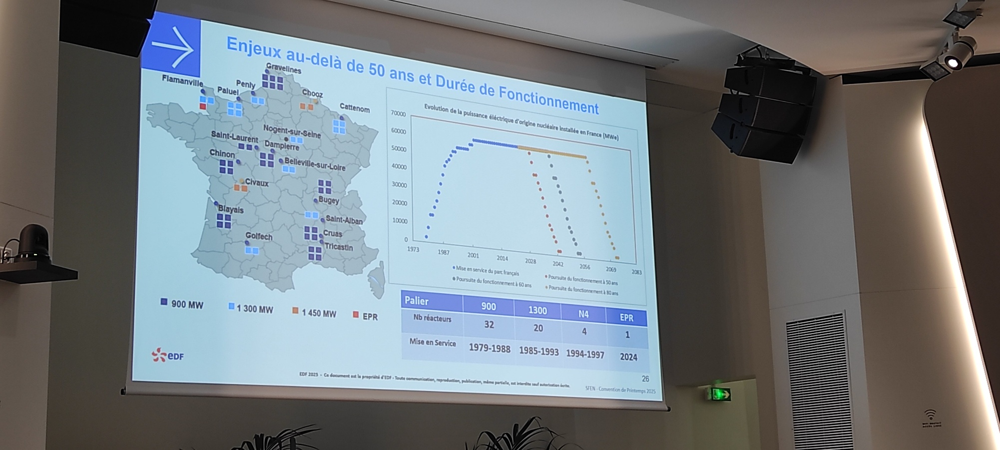 Enjeux au-delà de 50 ans et Durée de Fonctionnement
Gravelines
Flamanville
Penly
Paluel
Chooz
Cattenom
Nogent-sur-Seine
Saint-Laurent
Dampierre
Chinon
Belleville-sur-Loire
Civaux
Bugey
Blayais
Saint-Alban
Golfech
Cruas
Tricastin
900 MW
1 300 MW
1 450 MW
EPR
Evolution de la puissance éléctrique d'origine nucléaire installée en France (MWe)
70000
60000
50000
40000
30000
20000
10000
0
1973 1987 2001 2014 2028 2042 2056 2069 2083
Mise en service du parc français
Poursuite du fonctionnement à 50 ans
Poursuite du fonctionnement à 60 ans
Poursuite du fonctionnement à 80 ans
Palier 900 1300 N4 EPR
Nb réacteurs 32 20 4 1
Mise en Service 1979-1988 1985-1993 1994-1997 2024
eDF
EDF 2025 - Ce document est la propriété d'EDF - Toute communication, reproduction, publication, même partielle, est interdite sauf autorisation écrite.
26
SFEN - Convention de Printemps 2025